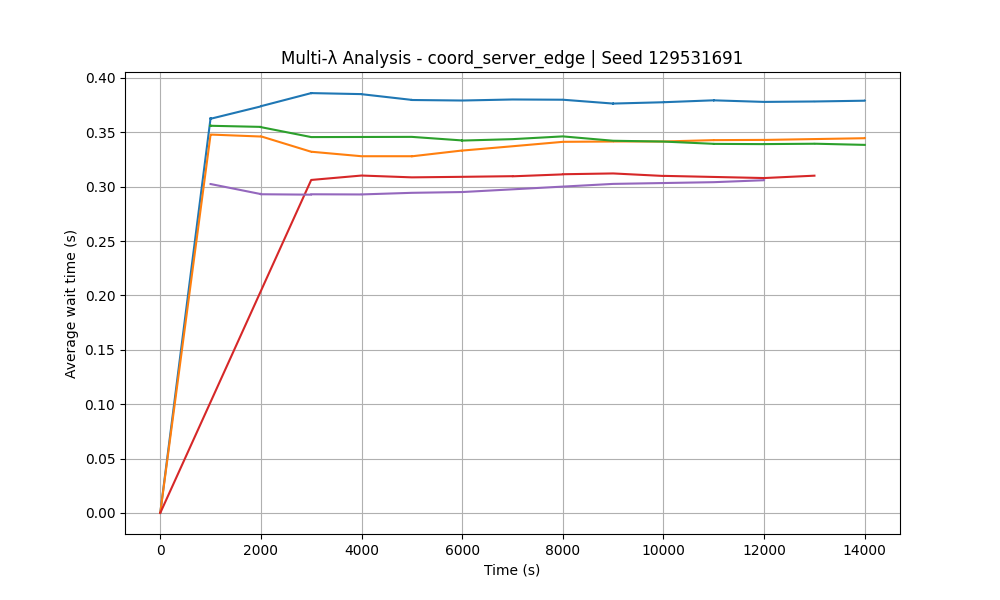 Multi-λ Analysis - coord_server_edge | Seed 129531691
Average wait time (s)
0.40
0.35
0.30
0.25
0.20
0.15
0.10
0.05
0.00
0 2000 4000 6000 8000 10000 12000 14000
Time (s)